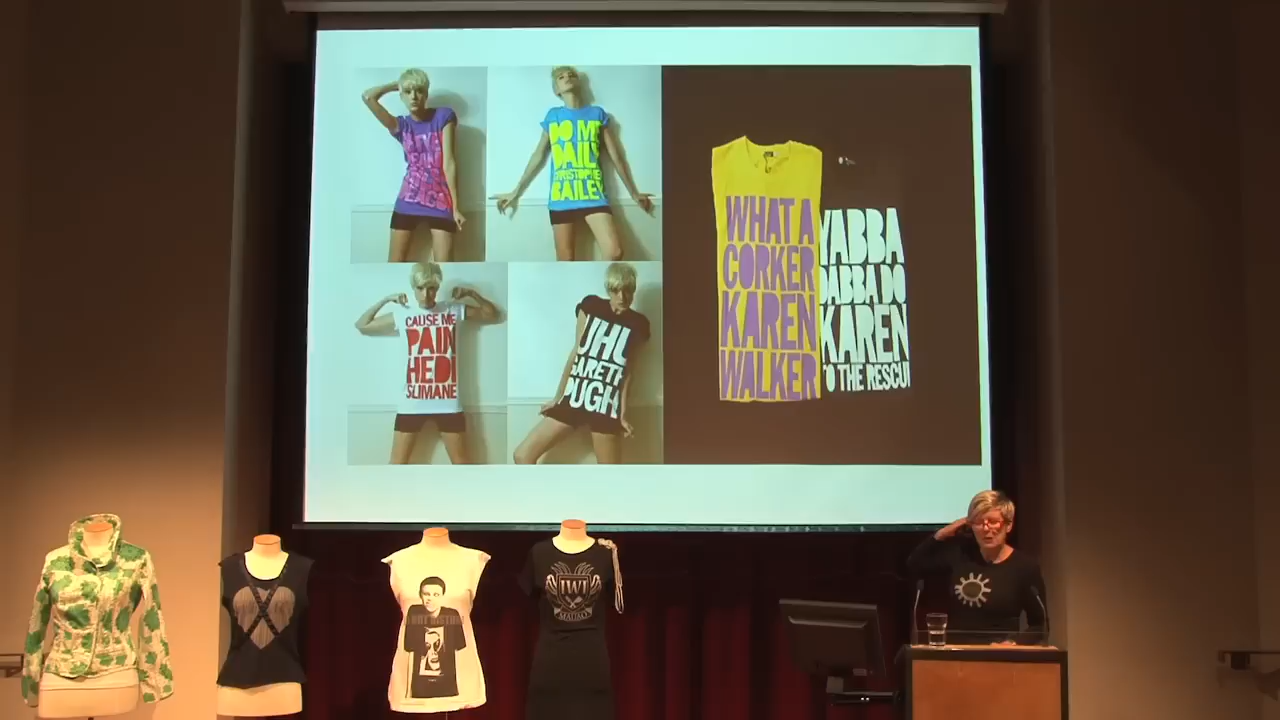 DO ME
DAILY
CHRISTOPHER
BAILEY
CAUSE ME
PAIN
HEDI
SLIMANE
UHU
GARETH
PUGH
WHAT A
CORKER
KAREN
WALKER
YABBA
DABBA DO
KAREN
TO THE RESCUE
IWI